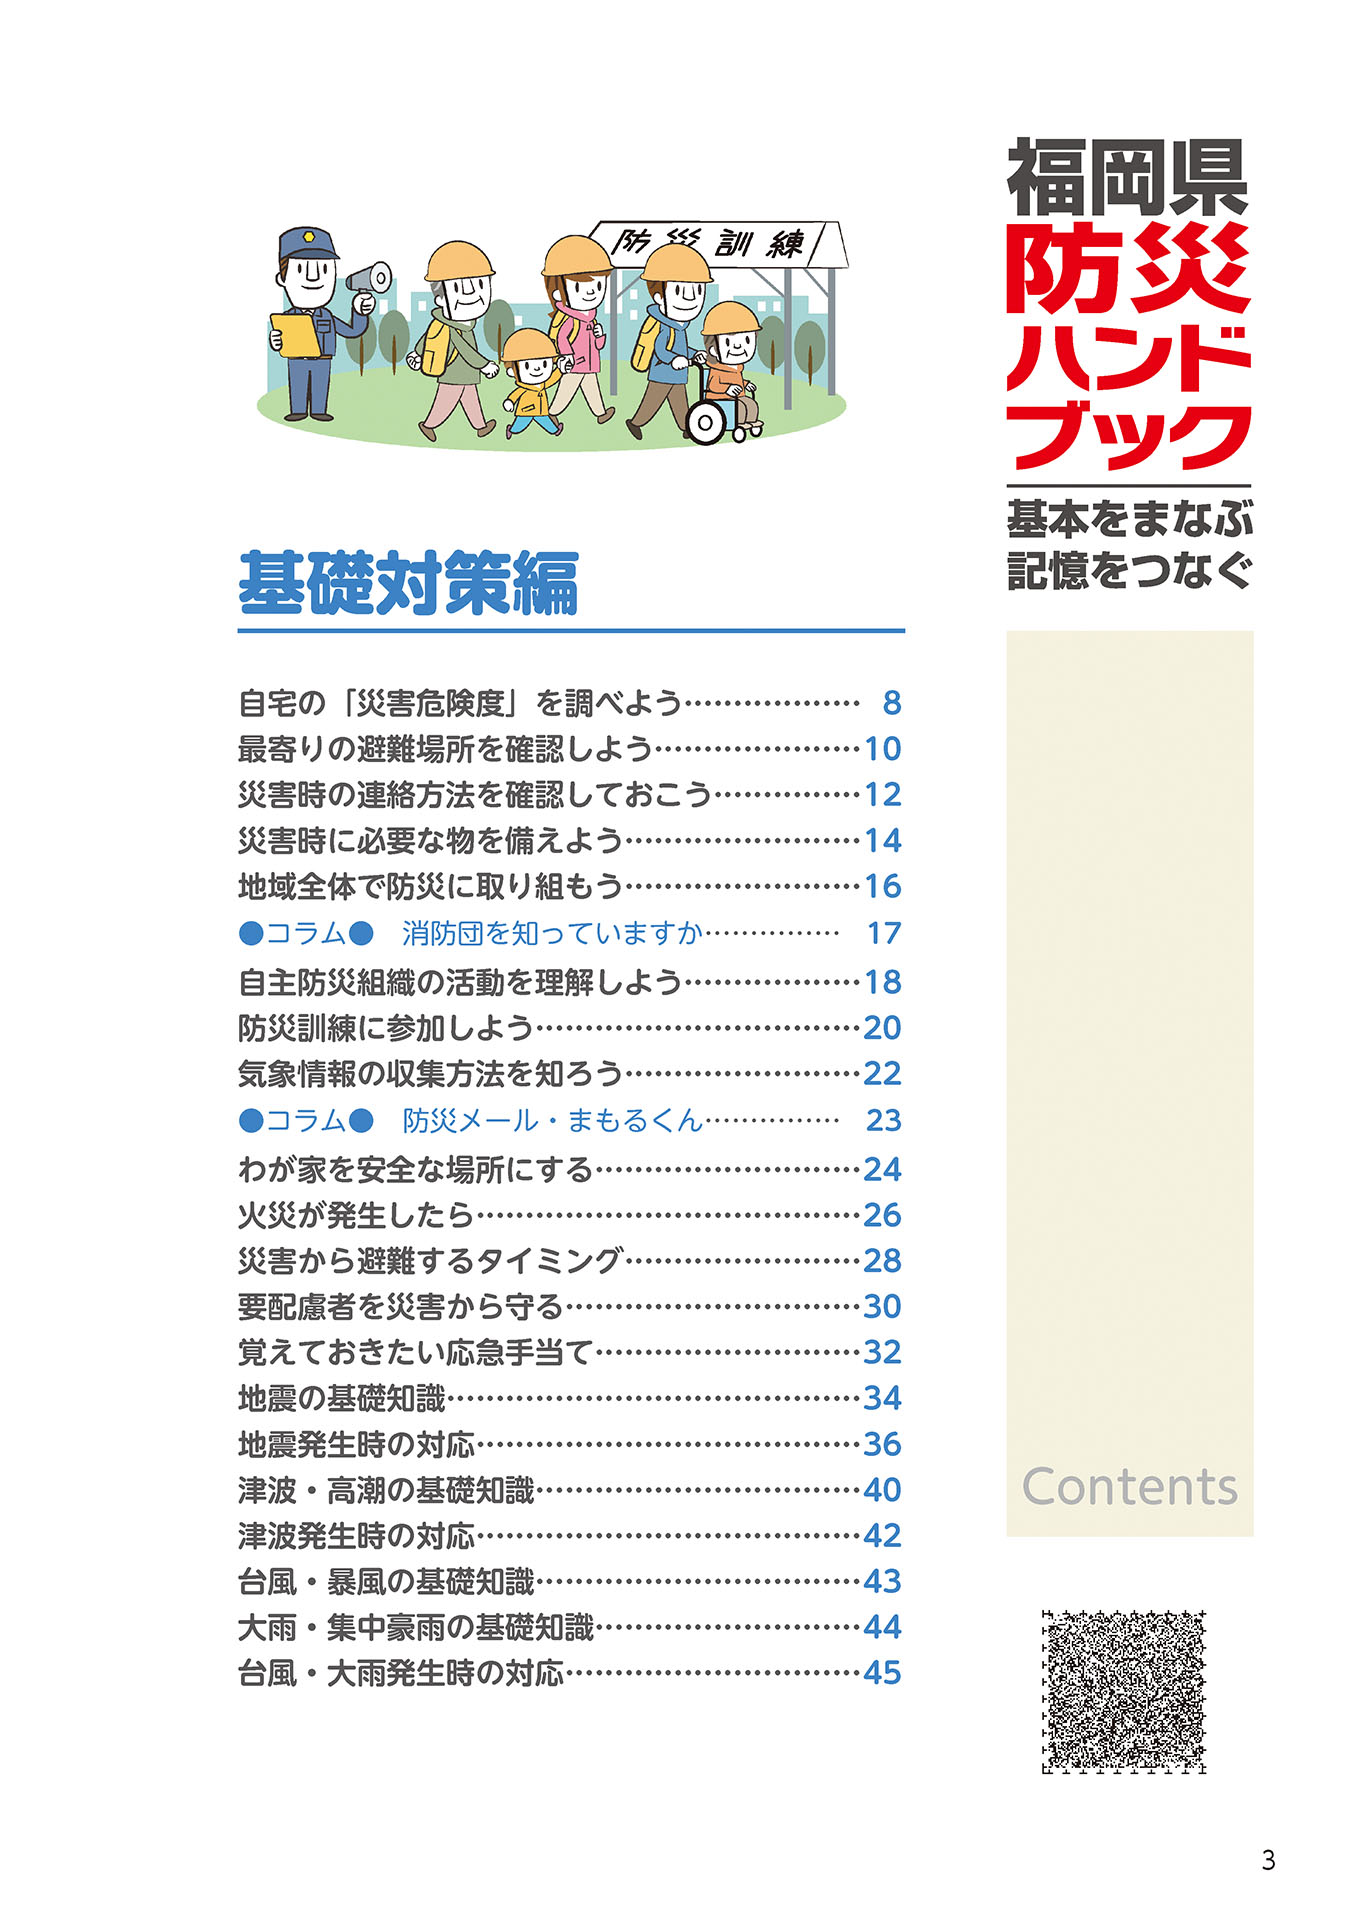 福岡県
防災
ハンド
ブック
基本をまなぶ
記憶をつなぐ
防災訓練
基礎対策編
自宅の「災害危険度」を調べよう……………… 8
最寄りの避難場所を確認しよう…………………10
災害時の連絡方法を確認しておこう……………12
災害時に必要な物を備えよう……………………14
地域全体で防災に取り組もう……………………16
●コラム● 消防団を知っていますか…………… 17
自主防災組織の活動を理解しよう………………18
防災訓練に参加しよう……………………………20
気象情報の収集方法を知ろう……………………22
●コラム● 防災メール・まもるくん…………… 23
わが家を安全な場所にする………………………24
火災が発生したら…………………………………26
災害から避難するタイミング……………………28
要配慮者を災害から守る…………………………30
覚えておきたい応急手当て………………………32
地震の基礎知識……………………………………34
地震発生時の対応…………………………………36
津波・高潮の基礎知識……………………………40
津波発生時の対応…………………………………42
台風・暴風の基礎知識……………………………43
大雨・集中豪雨の基礎知識………………………44
台風・大雨発生時の対応…………………………45
Contents
3